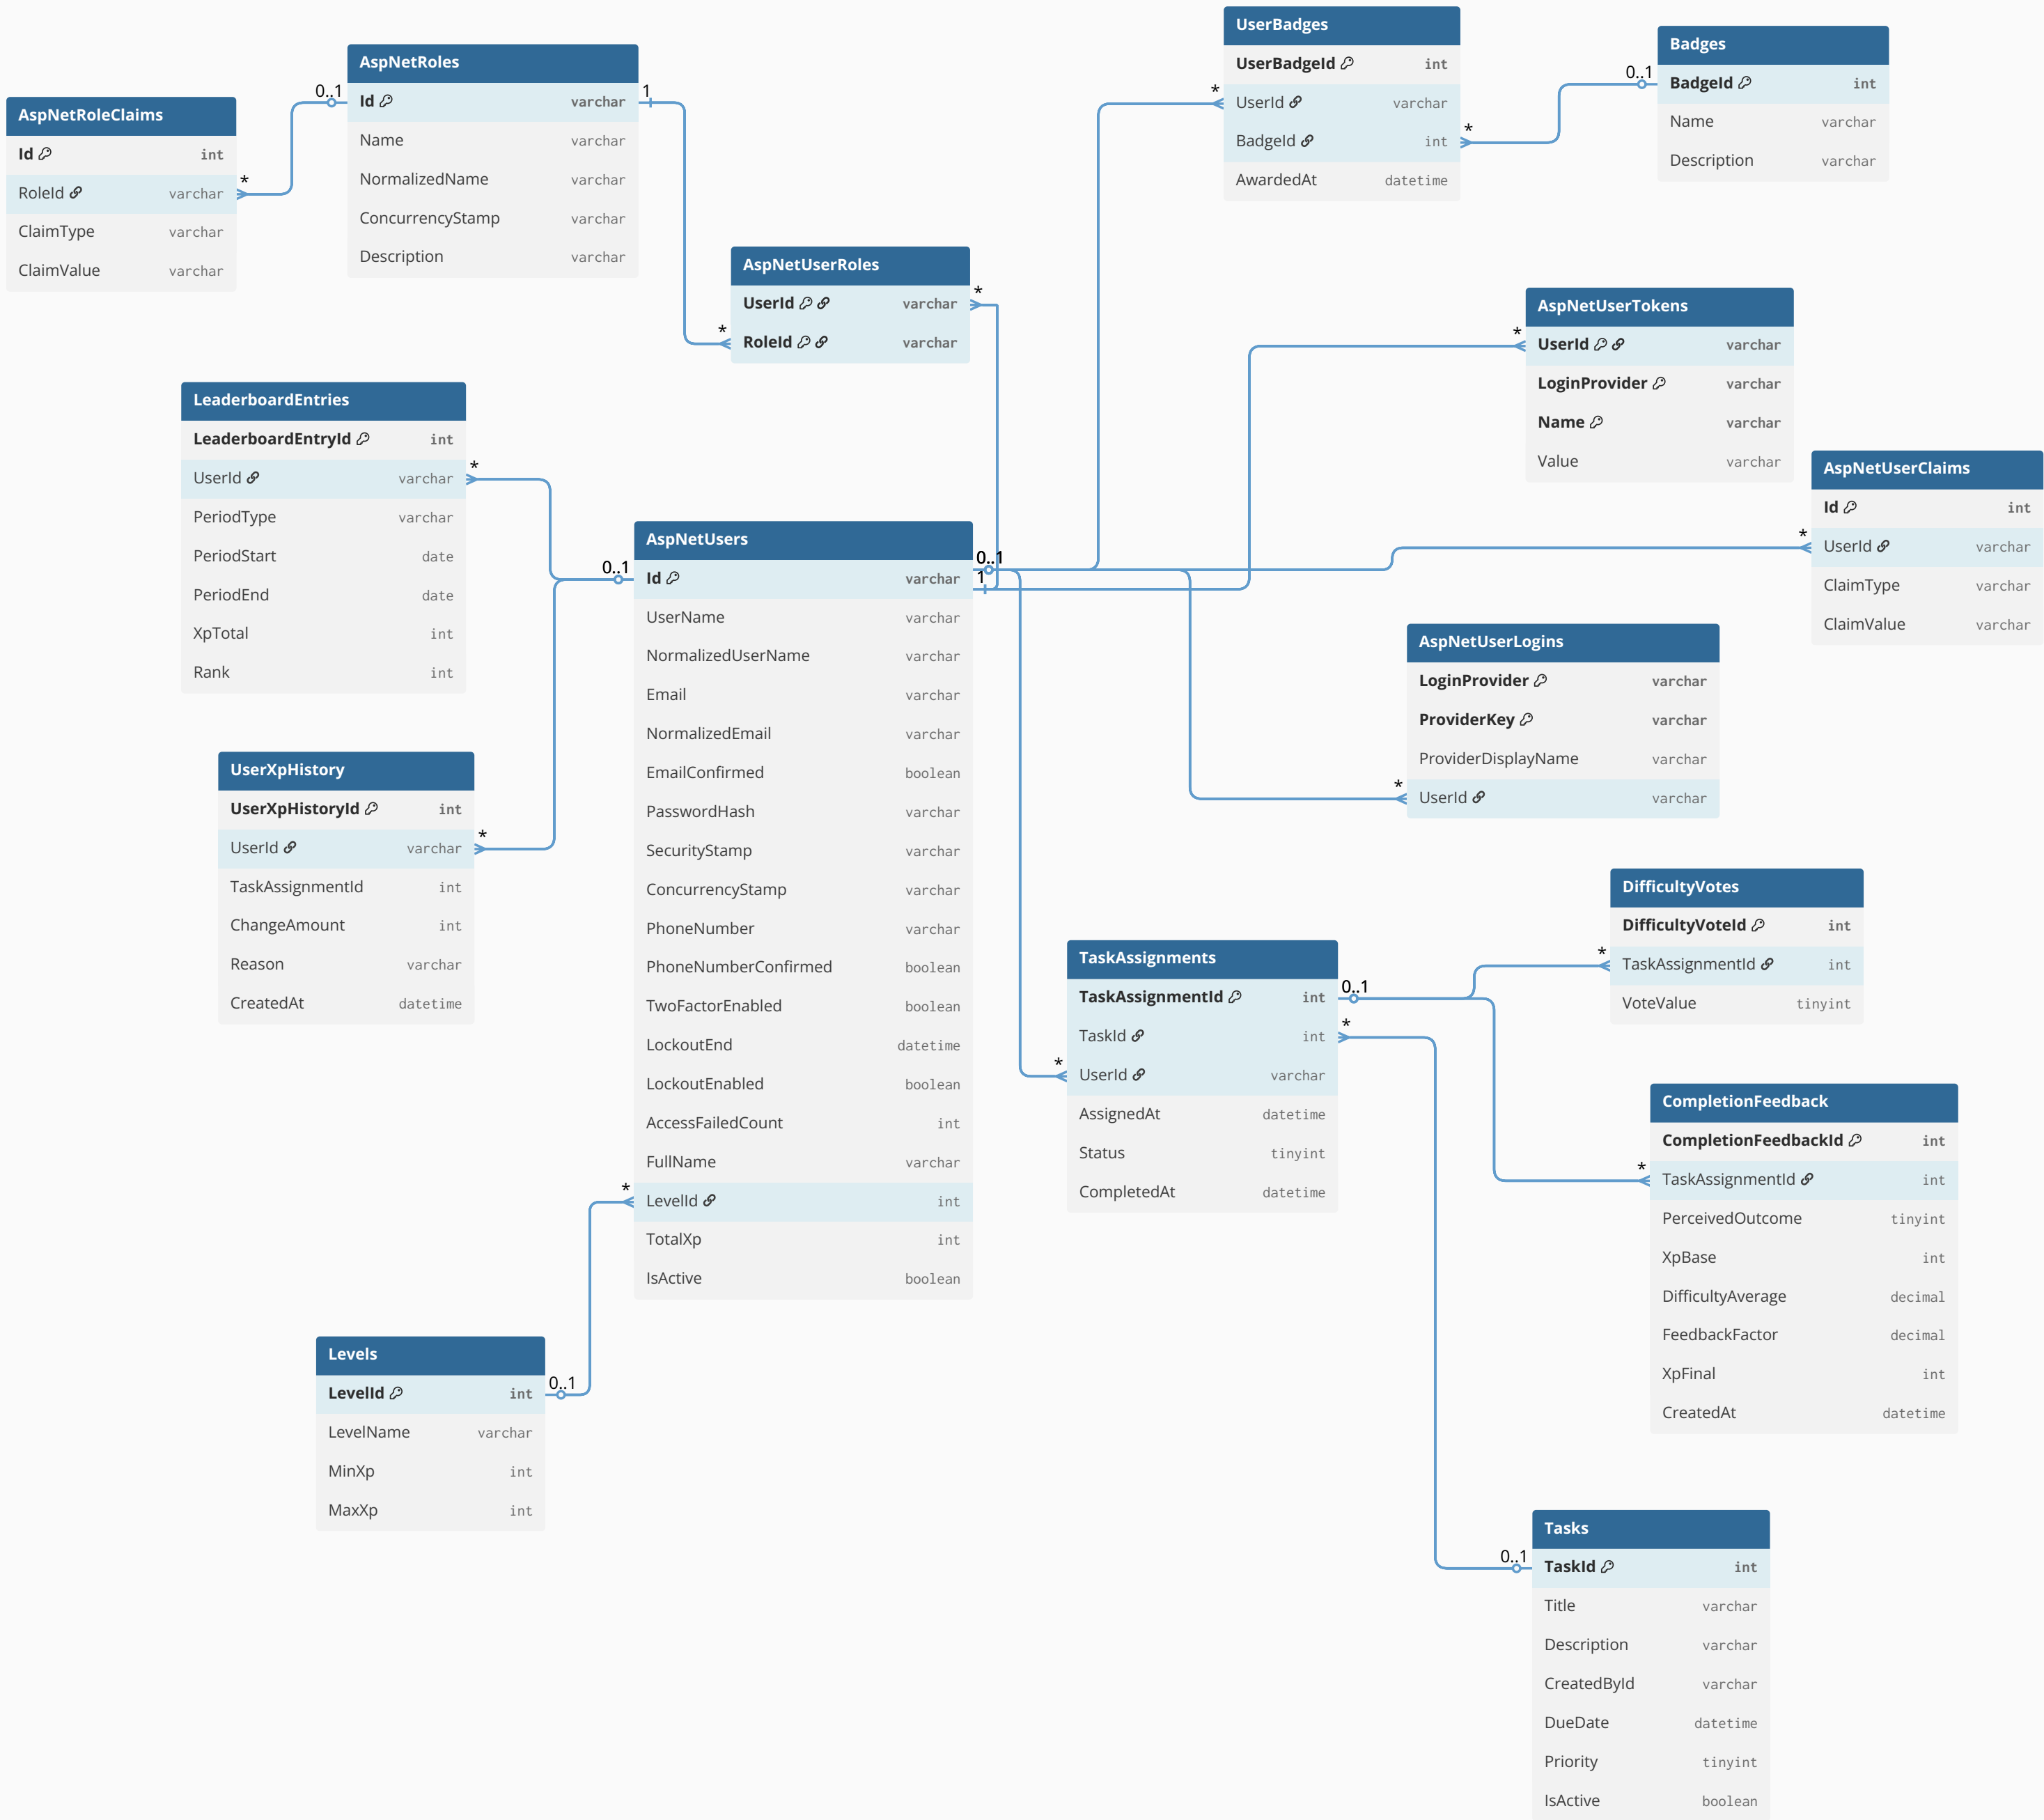 UserBadges
UserBadgeId int
UserId varchar
BadgeId int
AwardedAt datetime
Badges
BadgeId int
Name varchar
Description varchar
AspNetRoles
Id varchar
Name varchar
NormalizedName varchar
ConcurrencyStamp varchar
Description varchar
AspNetRoleClaims
Id int
RoleId varchar
ClaimType varchar
ClaimValue varchar
0..1
*
1
*
*
*
*
0..1
AspNetUserRoles
UserId varchar
RoleId varchar
AspNetUserTokens
UserId varchar
LoginProvider varchar
Name varchar
Value varchar
*
LeaderboardEntries
LeaderboardEntryId int
UserId varchar
PeriodType varchar
PeriodStart date
PeriodEnd date
XpTotal int
Rank int
*
AspNetUserClaims
Id int
UserId varchar
ClaimType varchar
ClaimValue varchar
*
AspNetUsers
Id varchar
UserName varchar
NormalizedUserName varchar
Email varchar
NormalizedEmail varchar
EmailConfirmed boolean
PasswordHash varchar
SecurityStamp varchar
ConcurrencyStamp varchar
PhoneNumber varchar
PhoneNumberConfirmed boolean
TwoFactorEnabled boolean
LockoutEnd datetime
LockoutEnabled boolean
AccessFailedCount int
FullName varchar
LevelId int
TotalXp int
IsActive boolean
0..1
0..1
1
*
AspNetUserLogins
LoginProvider varchar
ProviderKey varchar
ProviderDisplayName varchar
UserId varchar
*
UserXpHistory
UserXpHistoryId int
UserId varchar
TaskAssignmentId int
ChangeAmount int
Reason varchar
CreatedAt datetime
*
DifficultyVotes
DifficultyVoteId int
TaskAssignmentId int
VoteValue tinyint
*
TaskAssignments
TaskAssignmentId int
TaskId int
UserId varchar
AssignedAt datetime
Status tinyint
CompletedAt datetime
0..1
*
*
CompletionFeedback
CompletionFeedbackId int
TaskAssignmentId int
PerceivedOutcome tinyint
XpBase int
DifficultyAverage decimal
FeedbackFactor decimal
XpFinal int
CreatedAt datetime
*
Levels
LevelId int
LevelName varchar
MinXp int
MaxXp int
0..1
Tasks
TaskId int
Title varchar
Description varchar
CreatedById varchar
DueDate datetime
Priority tinyint
IsActive boolean
0..1